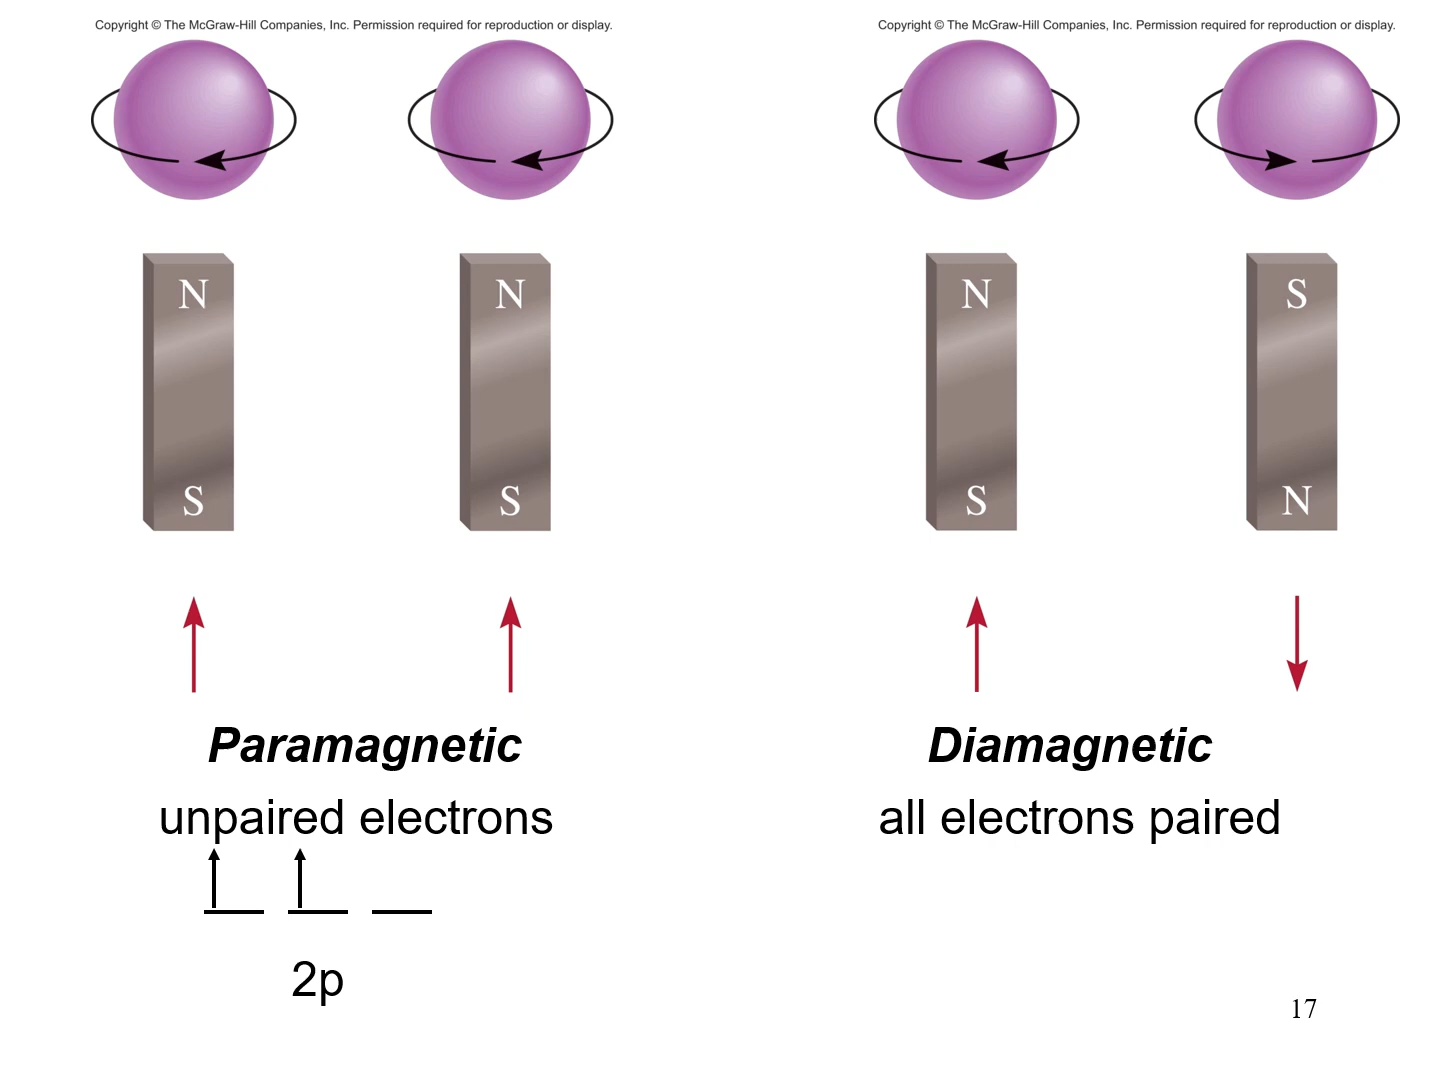 Copyright © The McGraw-Hill Companies, Inc. Permission required for reproduction or display.
Copyright © The McGraw-Hill Companies, Inc. Permission required for reproduction or display.
N
N
N
S
S
S
S
N
Paramagnetic
Diamagnetic
unpaired electrons
all electrons paired
2p
17